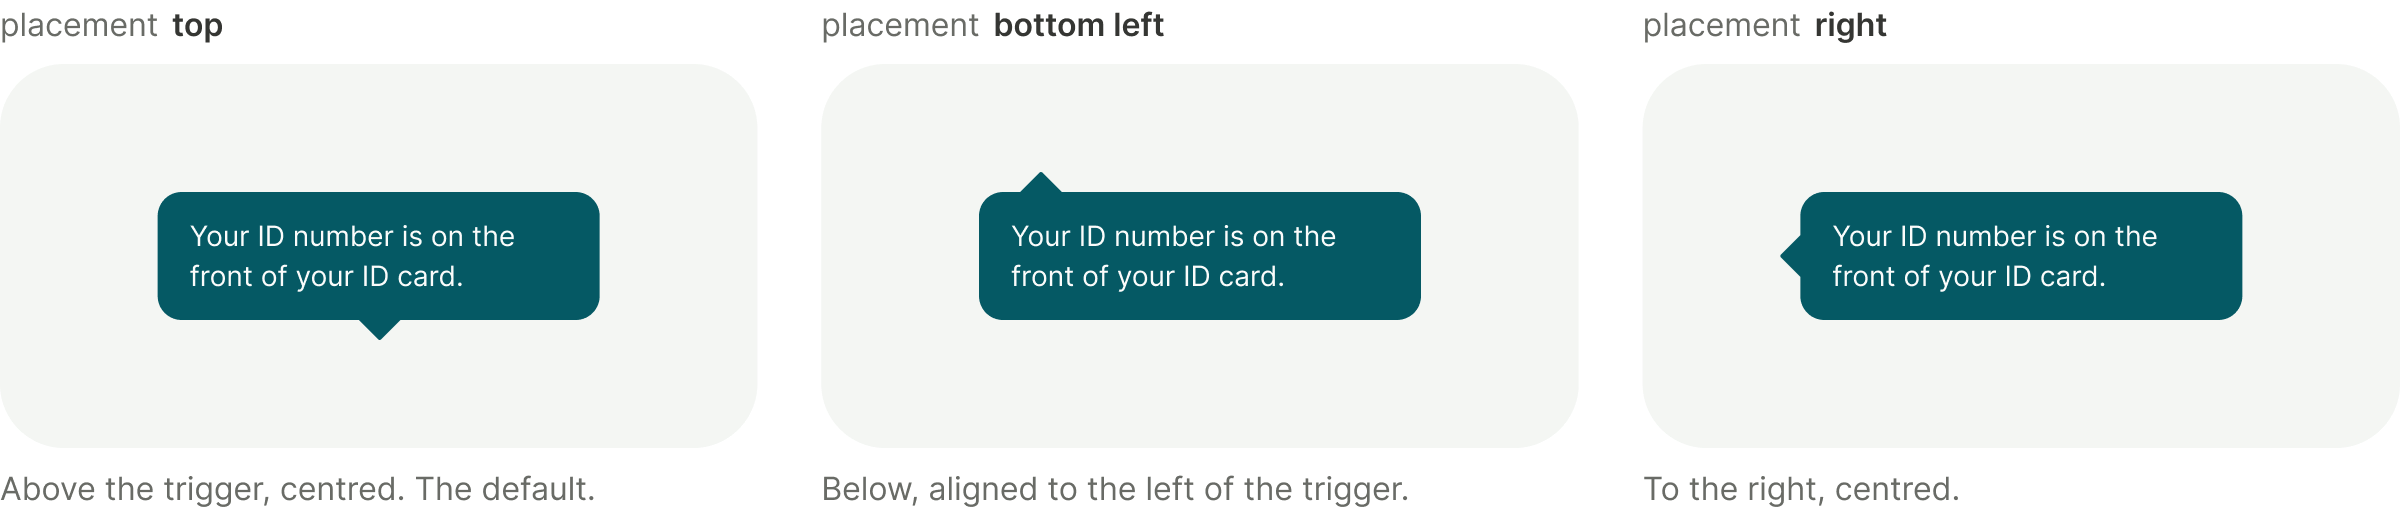 placement top
Your ID number is on the
front of your ID card.
Above the trigger, centred. The default.
placement bottom left
Your ID number is on the
front of your ID card.
Below, aligned to the left of the trigger.
placement right
Your ID number is on the
front of your ID card.
To the right, centred.